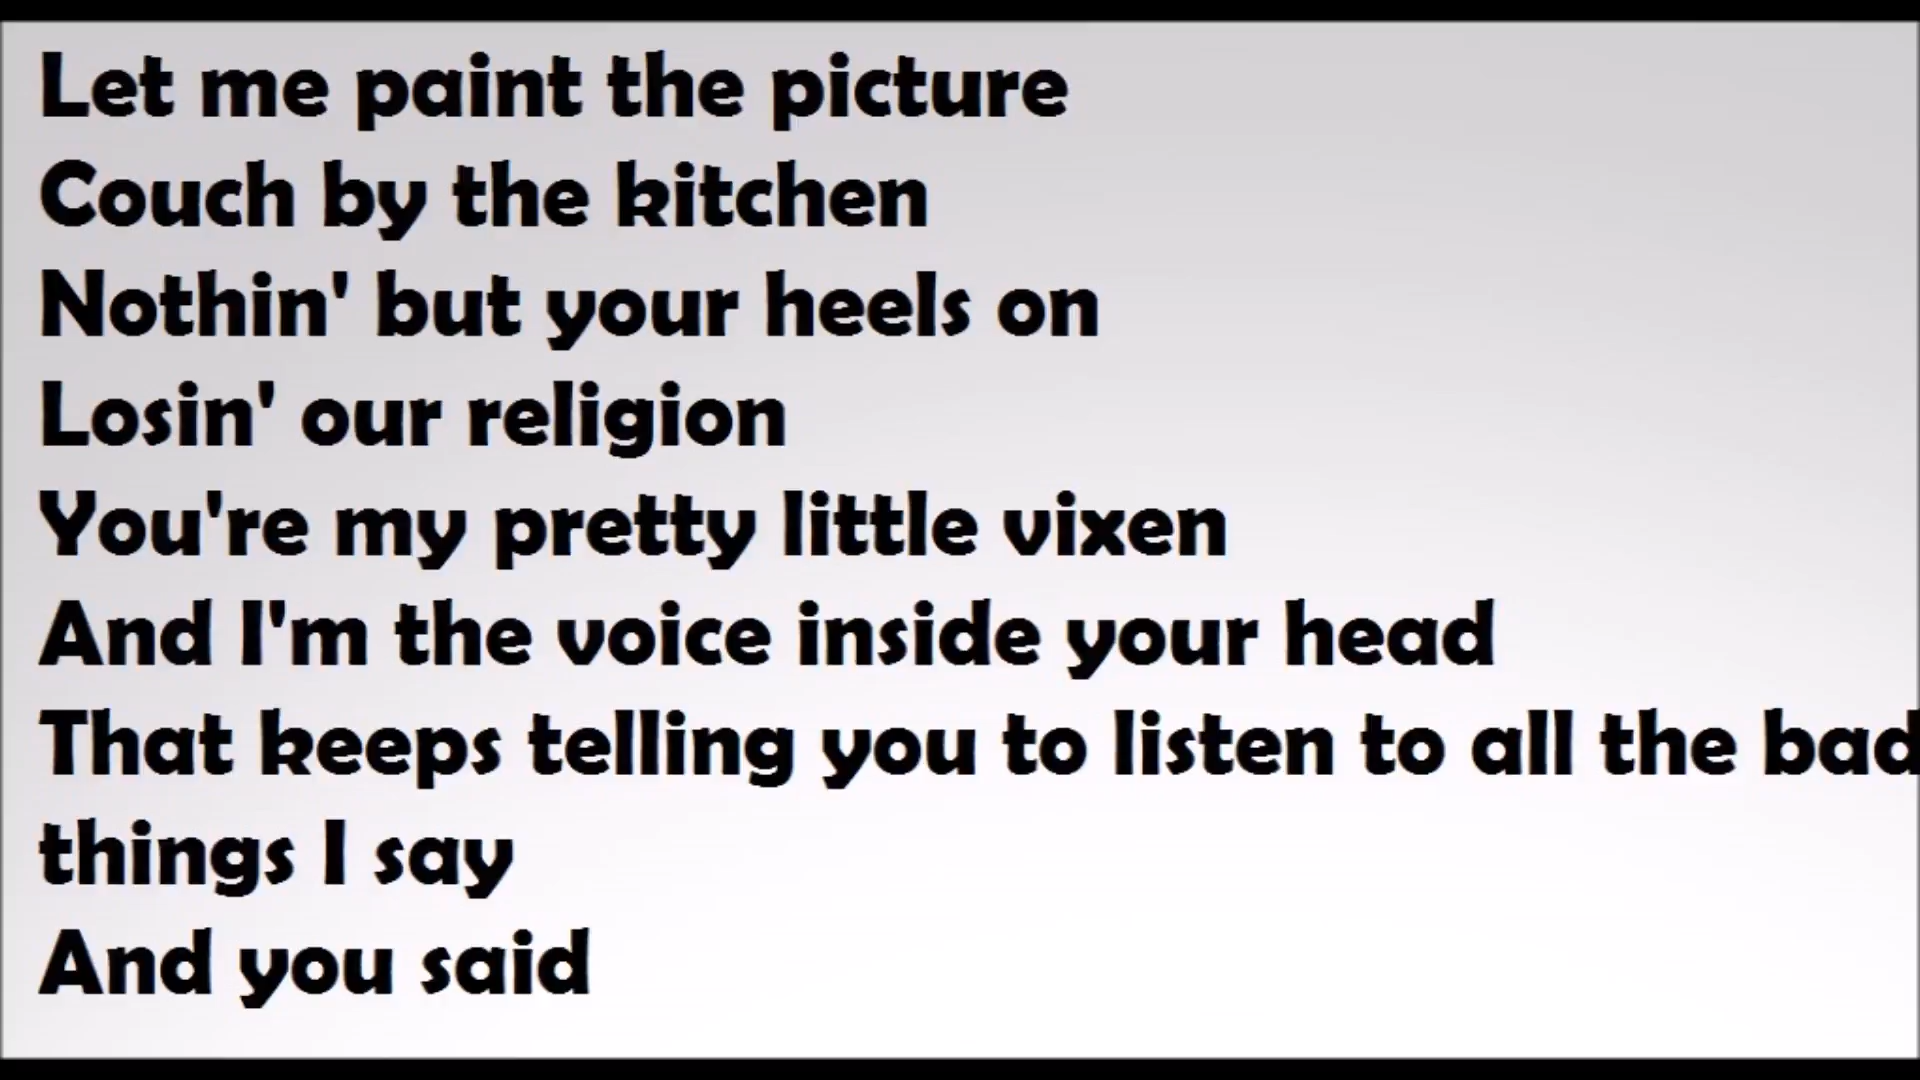 Let me paint the picture
Couch by the kitchen
Nothin' but your heels on
Losin' our religion
You're my pretty little vixen
And I'm the voice inside your head
That keeps telling you to listen to all the bad
things I say
And you said